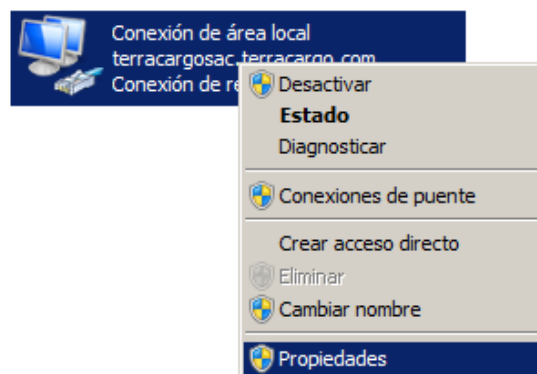 Conexión de área local
terracargosac.terracargo.com
Conexión de re
Desactivar
Estado
Diagnosticar
Conexiones de puente
Crear acceso directo
Eliminar
Cambiar nombre
Propiedades